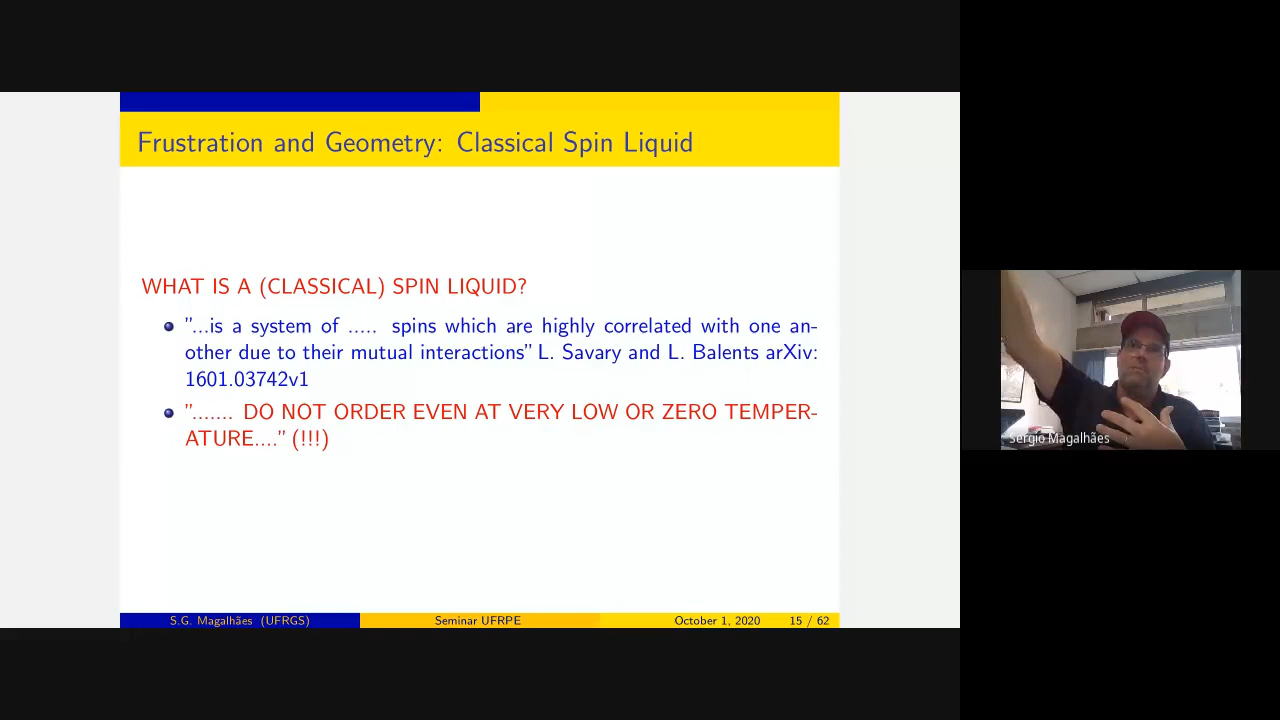 Frustration and Geometry: Classical Spin Liquid
WHAT IS A (CLASSICAL) SPIN LIQUID?
"...is a system of ..... spins which are highly correlated with one an-
other due to their mutual interactions" L. Savary and L. Balents arXiv:
1601.03742v1
"....... DO NOT ORDER EVEN AT VERY LOW OR ZERO TEMPER-
ATURE...." (!!!)
S.G. Magalhães (UFRGS) Seminar UFRPE October 1, 2020 15 / 62
Sergio Magalhães